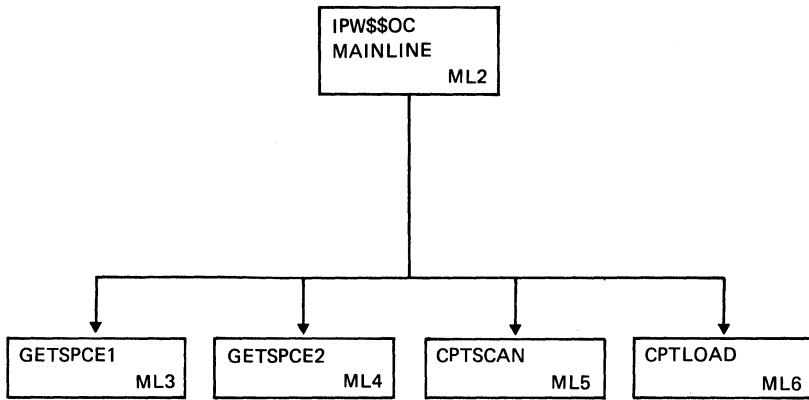 IPW$$OC
MAINLINE
ML2
GETSPCE1
ML3
GETSPCE2
ML4
CPTSCAN
ML5
CPTLOAD
ML6